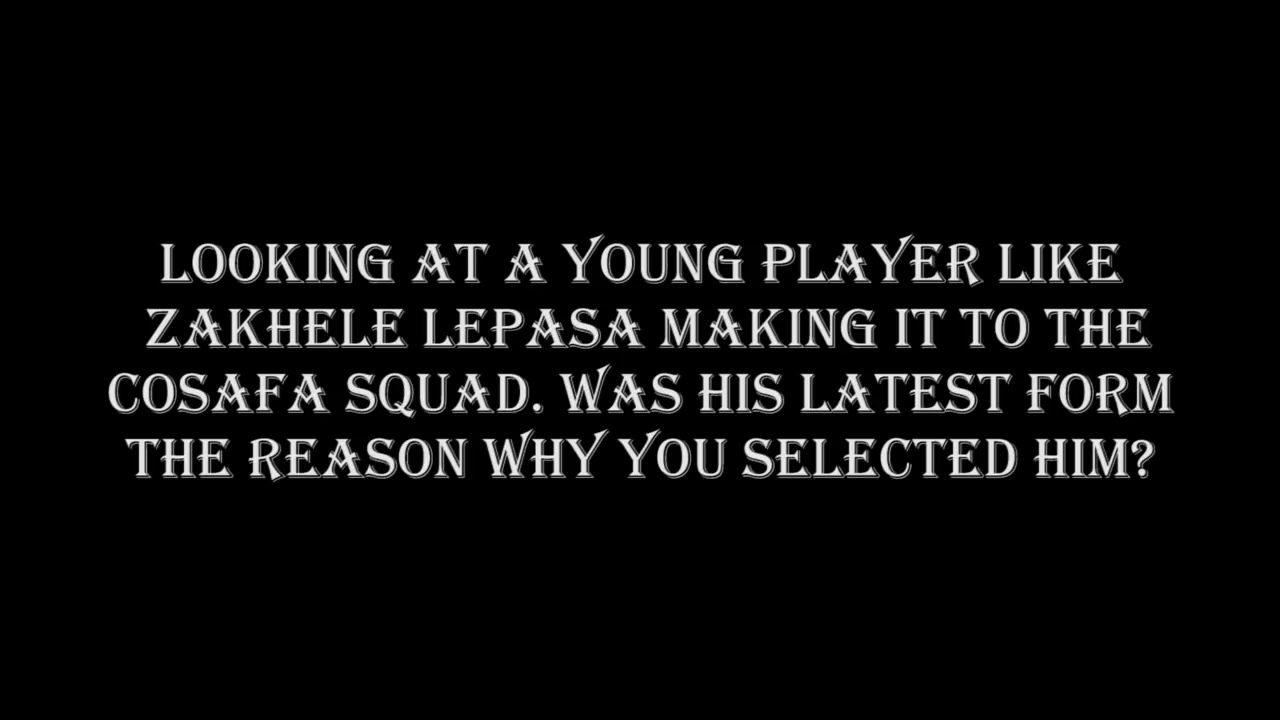 LOOKING AT A YOUNG PLAYER LIKE
ZAKHELE LEPASA MAKING IT TO THE
COSAFA SQUAD. WAS HIS LATEST FORM
THE REASON WHY YOU SELECTED HIM?